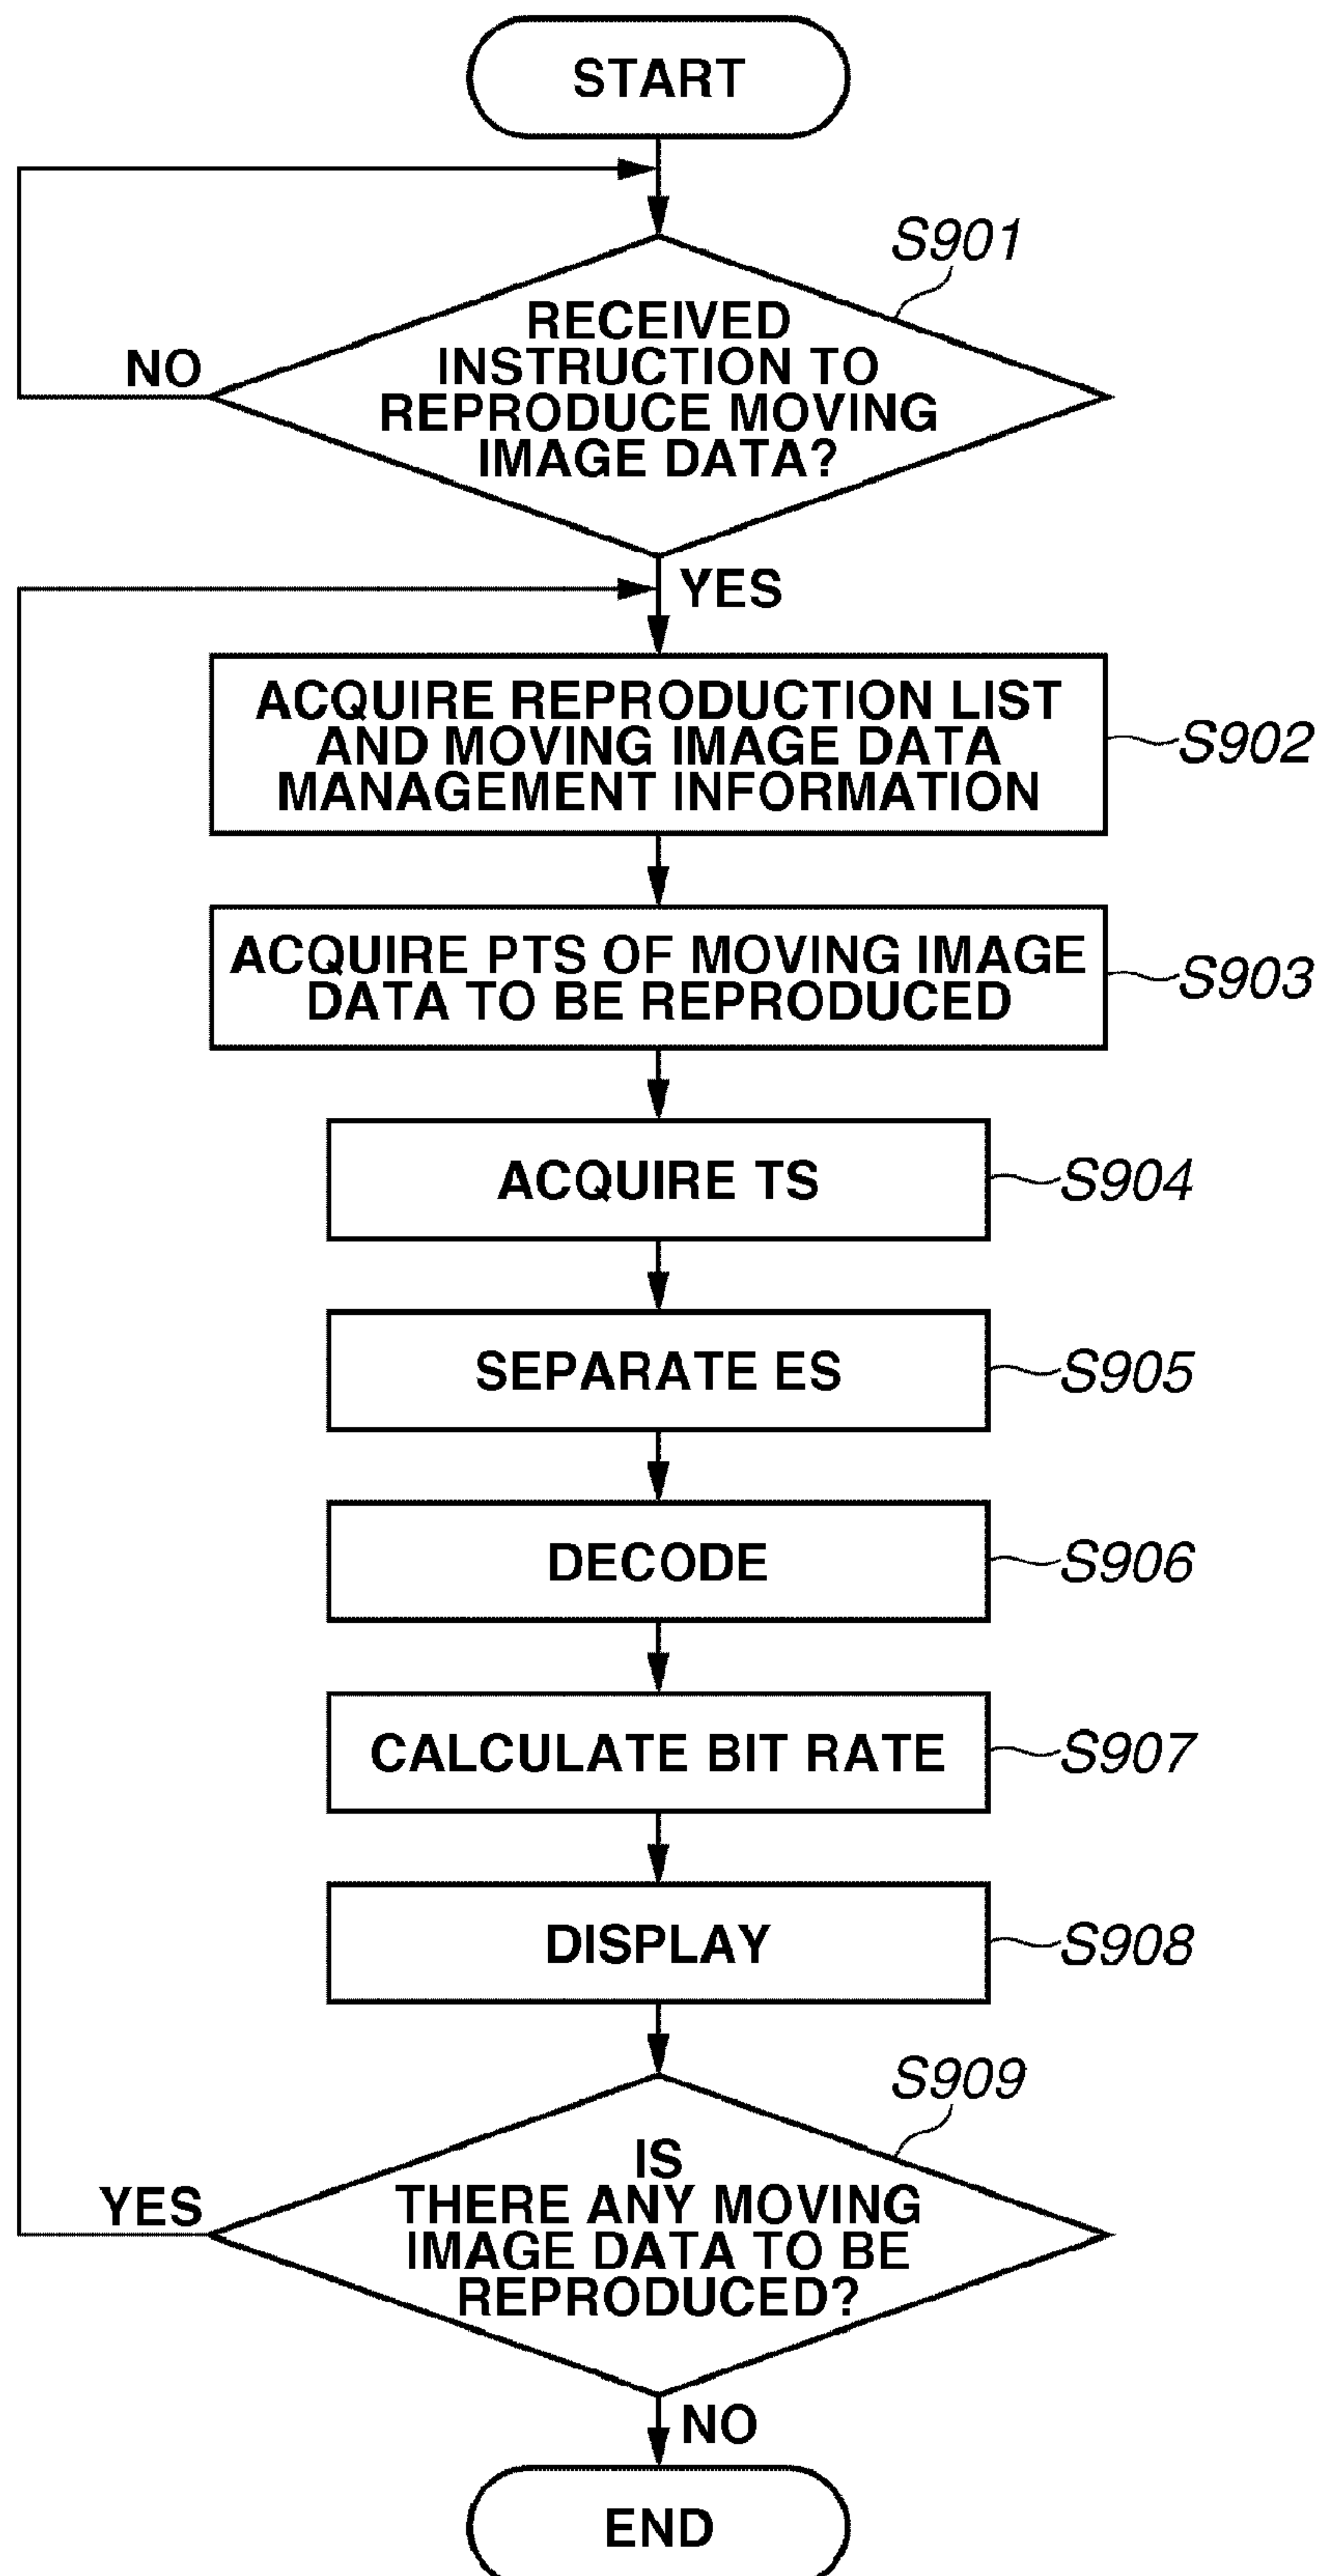 START
S901
RECEIVED
INSTRUCTION TO
REPRODUCE MOVING
IMAGE DATA?
NO
YES
ACQUIRE REPRODUCTION LIST
AND MOVING IMAGE DATA
MANAGEMENT INFORMATION
S902
ACQUIRE PTS OF MOVING IMAGE
DATA TO BE REPRODUCED
S903
ACQUIRE TS
S904
SEPARATE ES
S905
DECODE
S906
CALCULATE BIT RATE
S907
DISPLAY
S908
S909
IS
THERE ANY MOVING
IMAGE DATA TO BE
REPRODUCED?
YES
NO
END